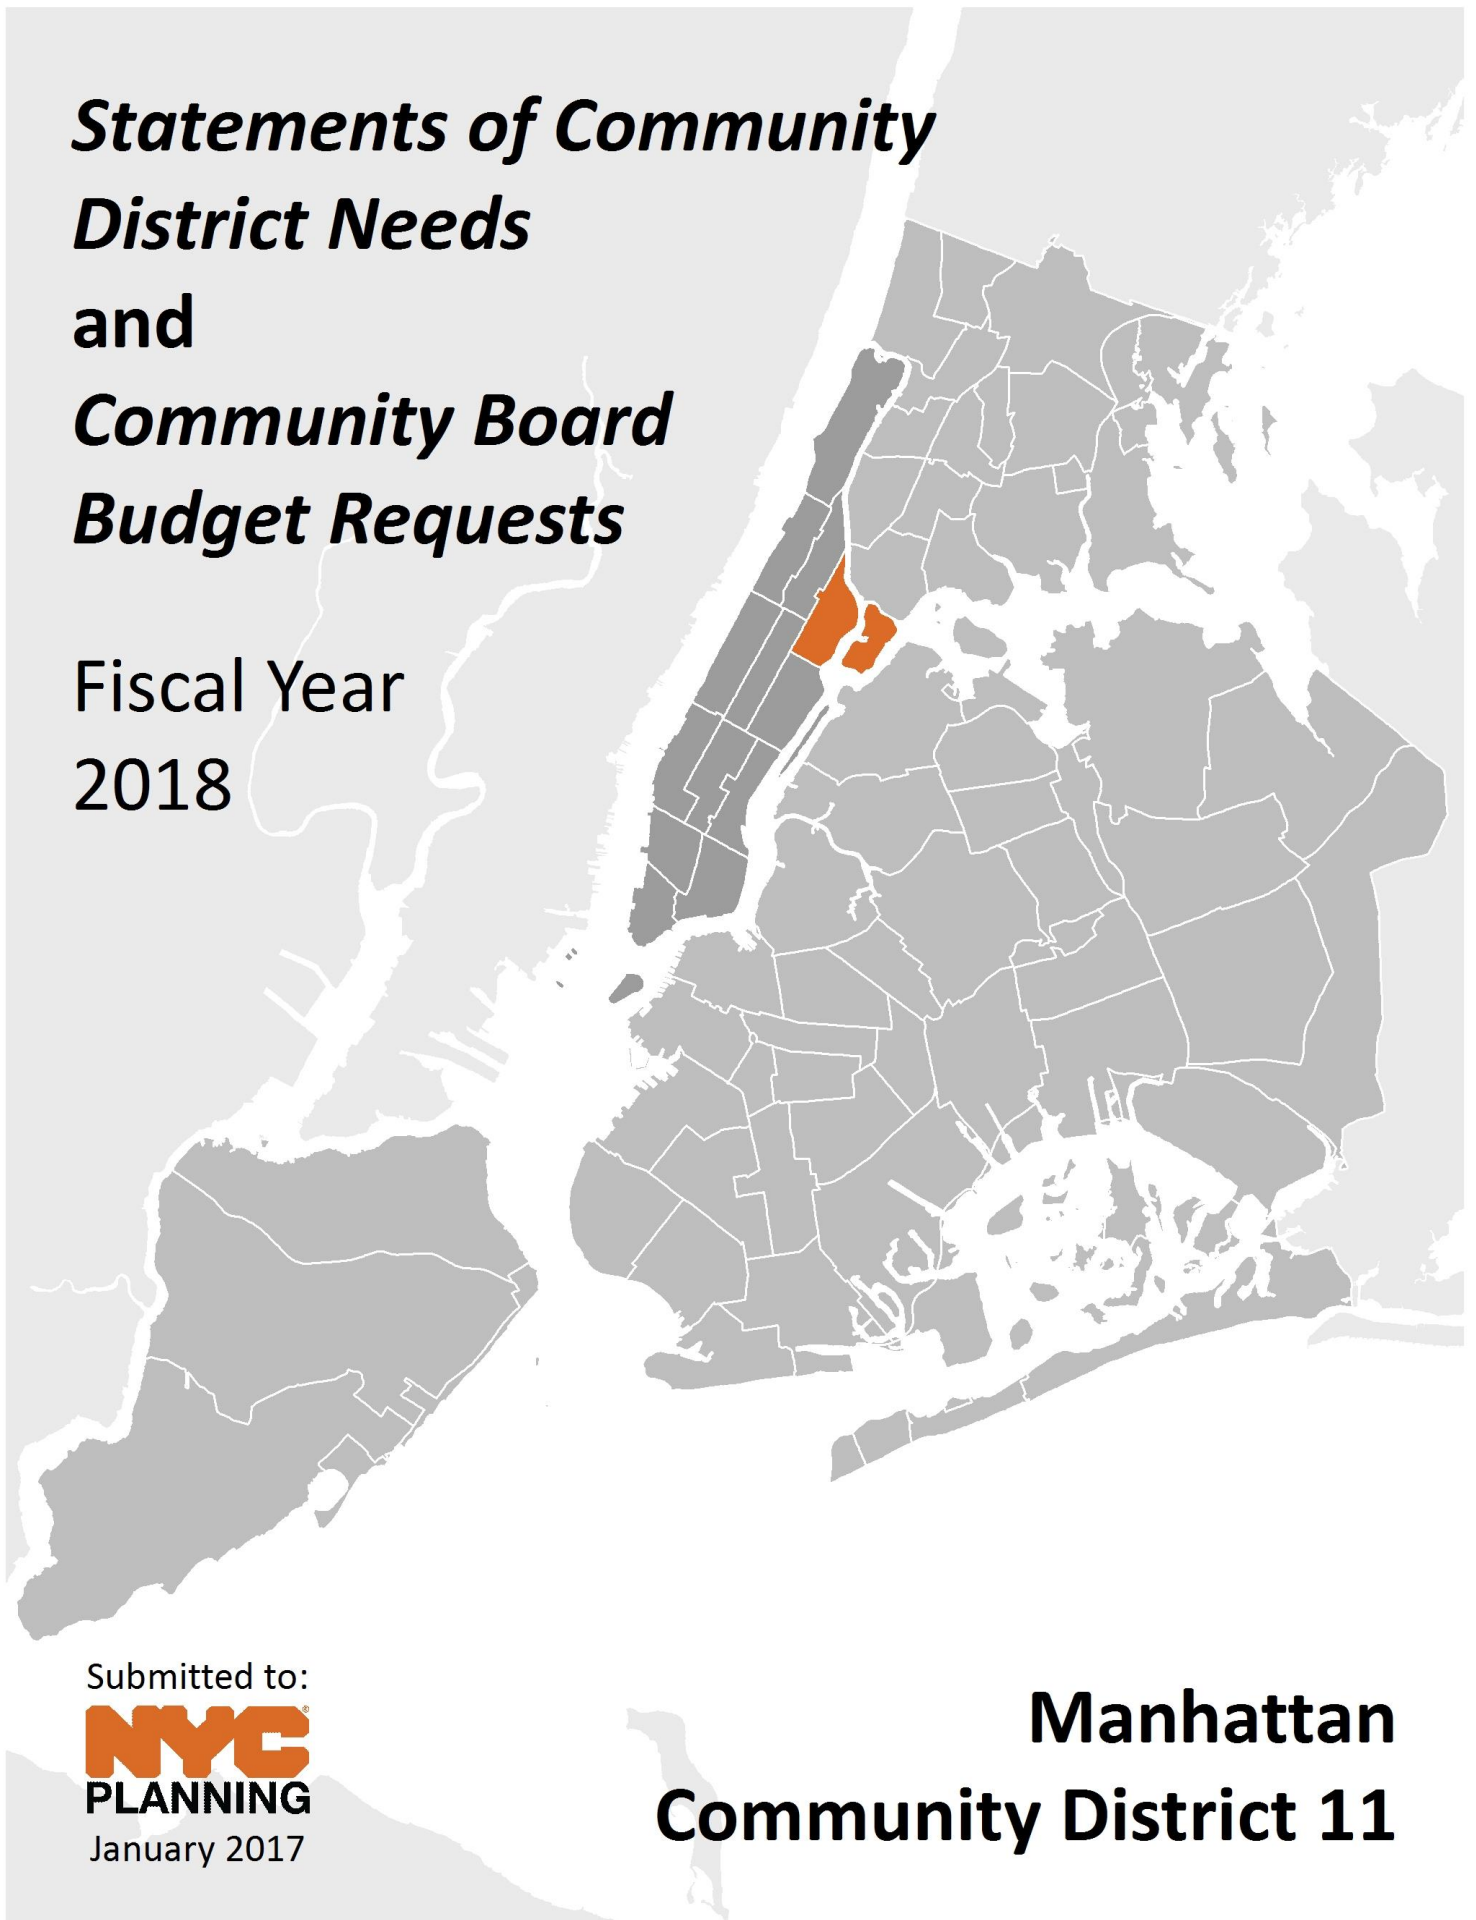 Statements of Community
District Needs
and
Community Board
Budget Requests
Fiscal Year
2018
Submitted to:
NYC®
PLANNING
January 2017
Manhattan
Community District 11